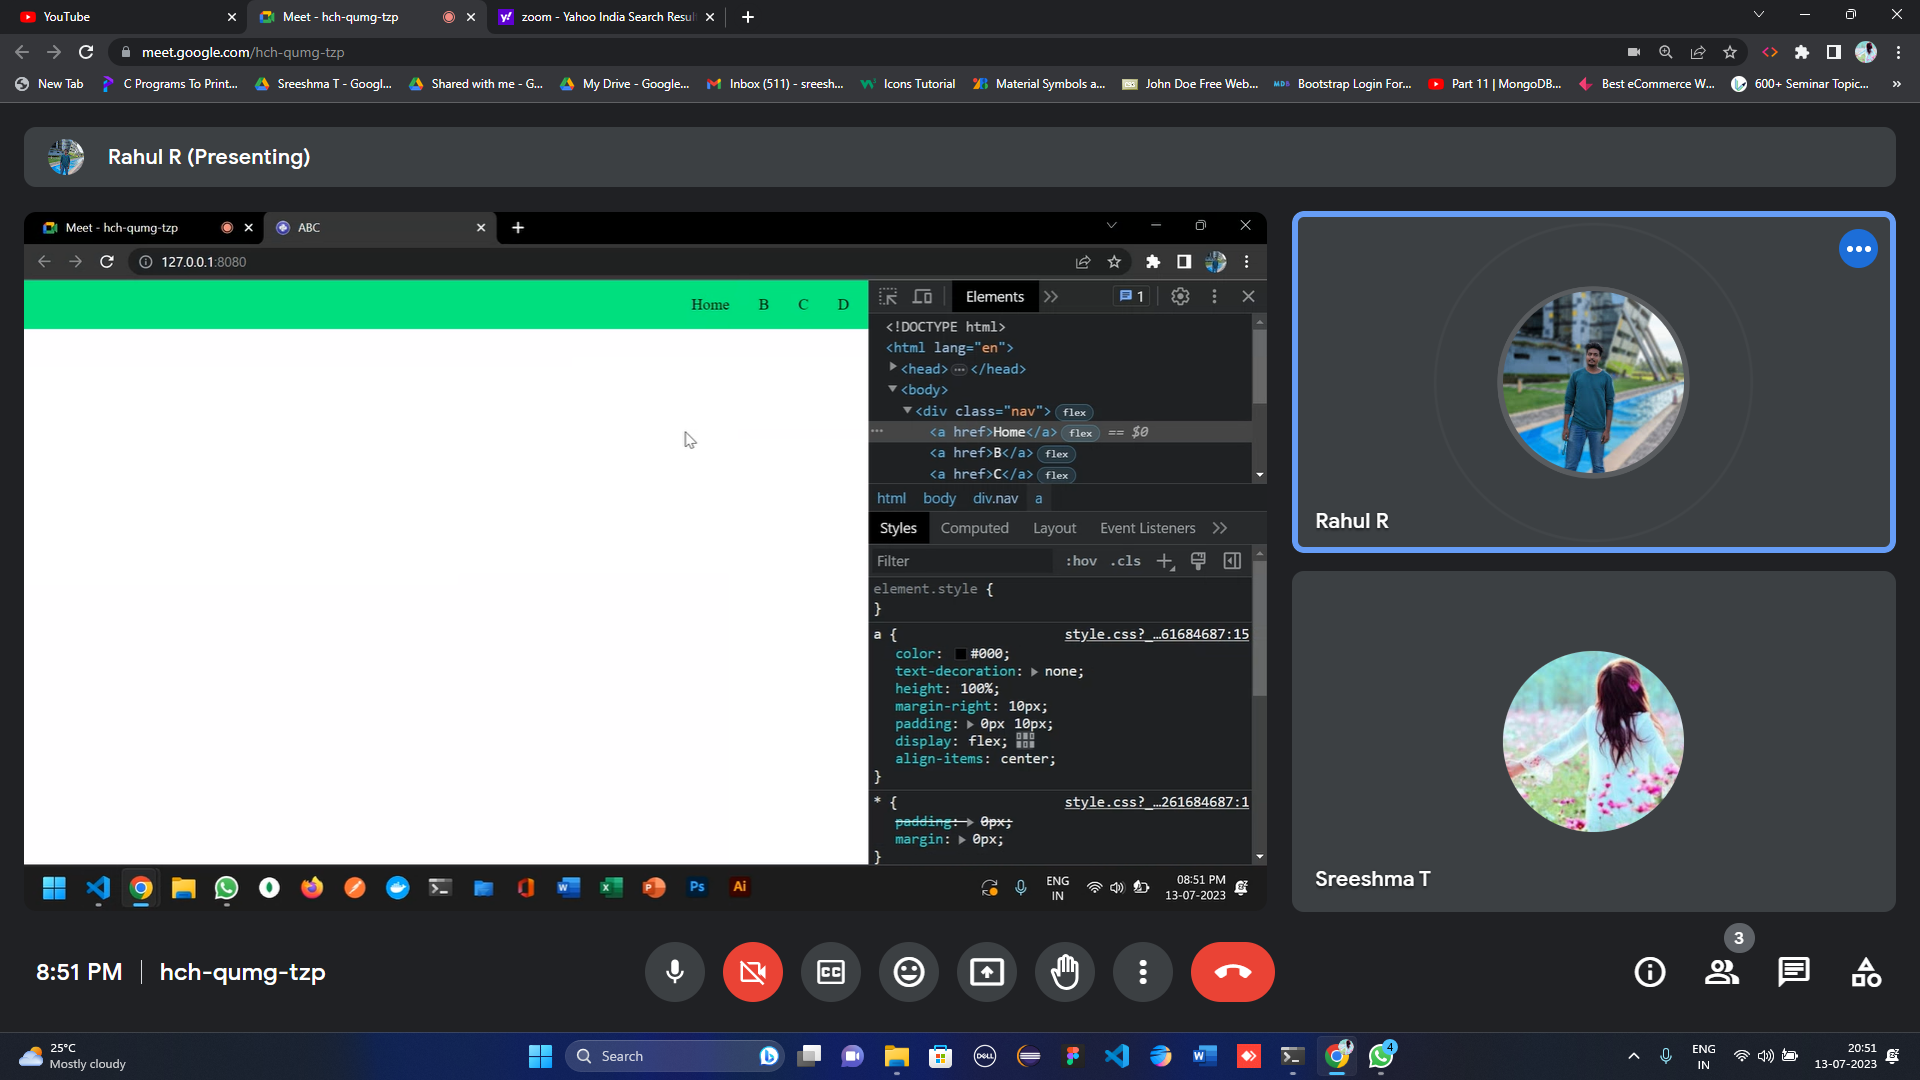 YouTube
Meet - hch-qumg-tzp
zoom - Yahoo India Search Resul
meet.google.com/hch-qumg-tzp
New Tab
C Programs To Print...
Sreeshma T - Googl...
Shared with me - G...
My Drive - Google...
Inbox (511) - sreesh...
Icons Tutorial
Material Symbols a...
John Doe Free Web...
Bootstrap Login For...
Part 11 | MongoDB...
Best eCommerce W...
600+ Seminar Topic...
Rahul R (Presenting)
Meet - hch-qumg-tzp
ABC
127.0.0.1:8080
Home B C D
Elements
1
<!DOCTYPE html>
<html lang="en">
<head> ... </head>
<body>
<div class="nav"> flex
<a href>Home</a> flex == $0
<a href>B</a> flex
<a href>C</a> flex
html body div.nav a
Styles Computed Layout Event Listeners
Filter :hov .cls
element.style {
}
a { style.css?_…61684687:15
color: #000;
text-decoration: none;
height: 100%;
margin-right: 10px;
padding: 0px 10px;
display: flex;
align-items: center;
}
* { style.css?_…261684687:1
padding: 0px;
margin: 0px;
}
Ps
Ai
ENG
IN
08:51 PM
13-07-2023
Rahul R
Sreeshma T
8:51 PM | hch-qumg-tzp
CC
3
25°C
Mostly cloudy
Search
DELL
4
ENG
IN
20:51
13-07-2023